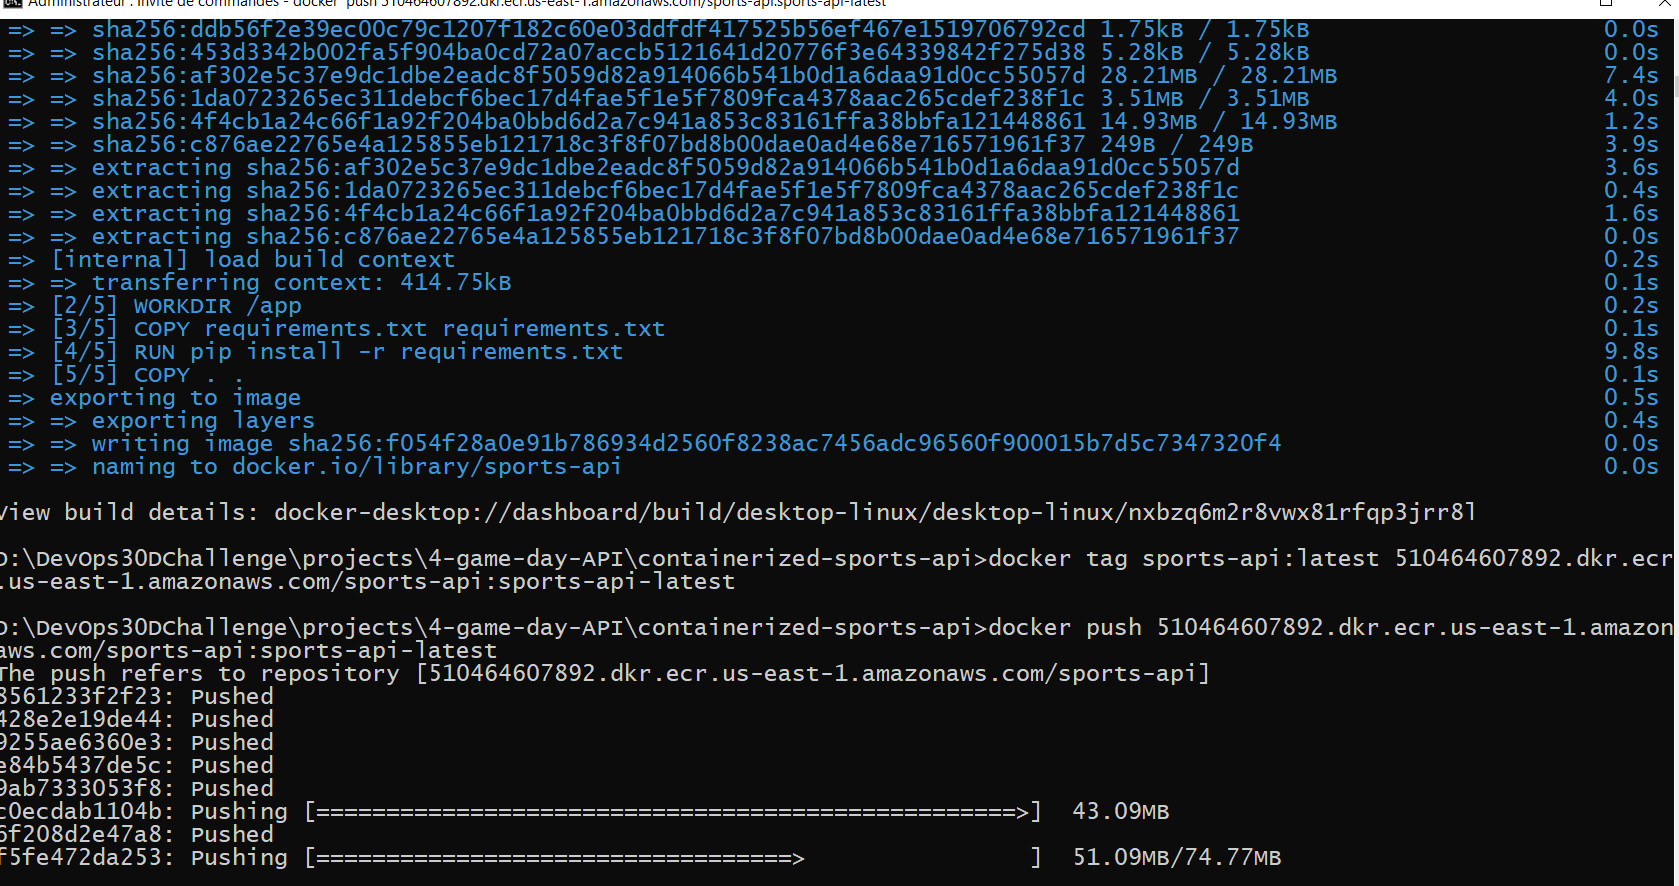 Administrateur : Invite de commandes - docker push 510464607892.dkr.ecr.us-east-1.amazonaws.com/sports-api:sports-api-latest
=> => sha256:ddb56f2e39ec00c79c1207f182c60e03ddfdf417525b56ef467e1519706792cd 1.75kB / 1.75kB 0.0s
=> => sha256:453d3342b002fa5f904ba0cd72a07accb5121641d20776f3e64339842f275d38 5.28kB / 5.28kB 0.0s
=> => sha256:af302e5c37e9dc1dbe2eadc8f5059d82a914066b541b0d1a6daa91d0cc55057d 28.21MB / 28.21MB 7.4s
=> => sha256:1da0723265ec311debcf6bec17d4fae5f1e5f7809fca4378aac265cdef238f1c 3.51MB / 3.51MB 4.0s
=> => sha256:4f4cb1a24c66f1a92f204ba0bbd6d2a7c941a853c83161ffa38bbfa121448861 14.93MB / 14.93MB 1.2s
=> => sha256:c876ae22765e4a125855eb121718c3f8f07bd8b00dae0ad4e68e716571961f37 249B / 249B 3.9s
=> => extracting sha256:af302e5c37e9dc1dbe2eadc8f5059d82a914066b541b0d1a6daa91d0cc55057d 3.6s
=> => extracting sha256:1da0723265ec311debcf6bec17d4fae5f1e5f7809fca4378aac265cdef238f1c 0.4s
=> => extracting sha256:4f4cb1a24c66f1a92f204ba0bbd6d2a7c941a853c83161ffa38bbfa121448861 1.6s
=> => extracting sha256:c876ae22765e4a125855eb121718c3f8f07bd8b00dae0ad4e68e716571961f37 0.0s
=> [internal] load build context 0.2s
=> => transferring context: 414.75kB 0.1s
=> [2/5] WORKDIR /app 0.2s
=> [3/5] COPY requirements.txt requirements.txt 0.1s
=> [4/5] RUN pip install -r requirements.txt 9.8s
=> [5/5] COPY . . 0.1s
=> exporting to image 0.5s
=> => exporting layers 0.4s
=> => writing image sha256:f054f28a0e91b786934d2560f8238ac7456adc96560f900015b7d5c7347320f4 0.0s
=> => naming to docker.io/library/sports-api 0.0s
View build details: docker-desktop://dashboard/build/desktop-linux/desktop-linux/nxbzq6m2r8vwx81rfqp3jrr8l
D:\DevOps30DChallenge\projects\4-game-day-API\containerized-sports-api>docker tag sports-api:latest 510464607892.dkr.ecr
.us-east-1.amazonaws.com/sports-api:sports-api-latest
D:\DevOps30DChallenge\projects\4-game-day-API\containerized-sports-api>docker push 510464607892.dkr.ecr.us-east-1.amazon
aws.com/sports-api:sports-api-latest
The push refers to repository [510464607892.dkr.ecr.us-east-1.amazonaws.com/sports-api]
8561233f2f23: Pushed
428e2e19de44: Pushed
9255ae6360e3: Pushed
e84b5437de5c: Pushed
9ab7333053f8: Pushed
c0ecdab1104b: Pushing [==================================================>] 43.09MB
6f208d2e47a8: Pushed
f5fe472da253: Pushing [==================================>                ] 51.09MB/74.77MB